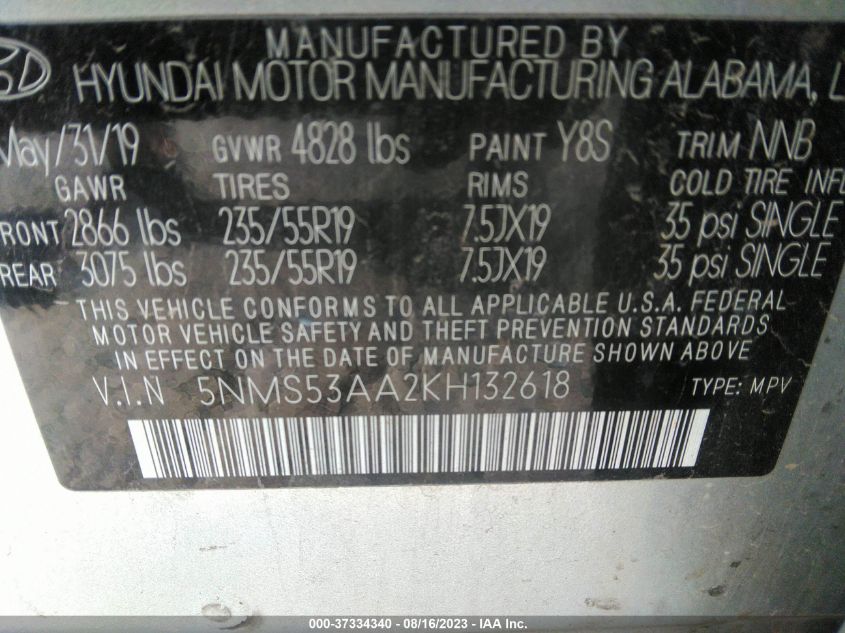 MANUFACTURED BY
HYUNDAI MOTOR MANUFACTURING ALABAMA, L
May/31/19 GVWR 4828 lbs PAINT Y8S TRIM NNB
GAWR TIRES RIMS COLD TIRE INFL
FRONT 2866 lbs 235/55R19 7.5JX19 35 psi SINGLE
REAR 3075 lbs 235/55R19 7.5JX19 35 psi SINGLE
THIS VEHICLE CONFORMS TO ALL APPLICABLE U.S.A. FEDERAL
MOTOR VEHICLE SAFETY AND THEFT PREVENTION STANDARDS
IN EFFECT ON THE DATE OF MANUFACTURE SHOWN ABOVE
V.I.N 5NMS53AA2KH132618 TYPE: MPV
000-37334340 - 08/16/2023 - IAA Inc.